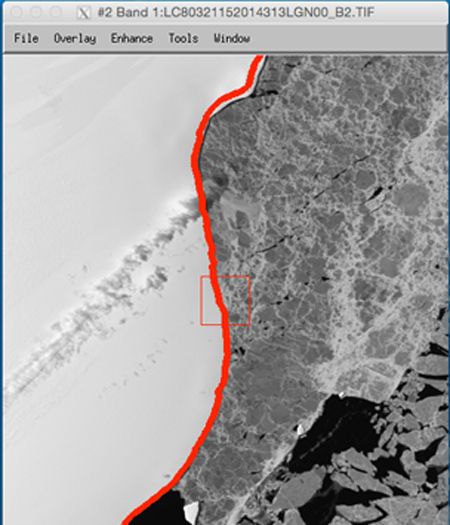 #2 Band 1:LC80321152014313LGN00_B2.TIF
File Overlay Enhance Tools Window